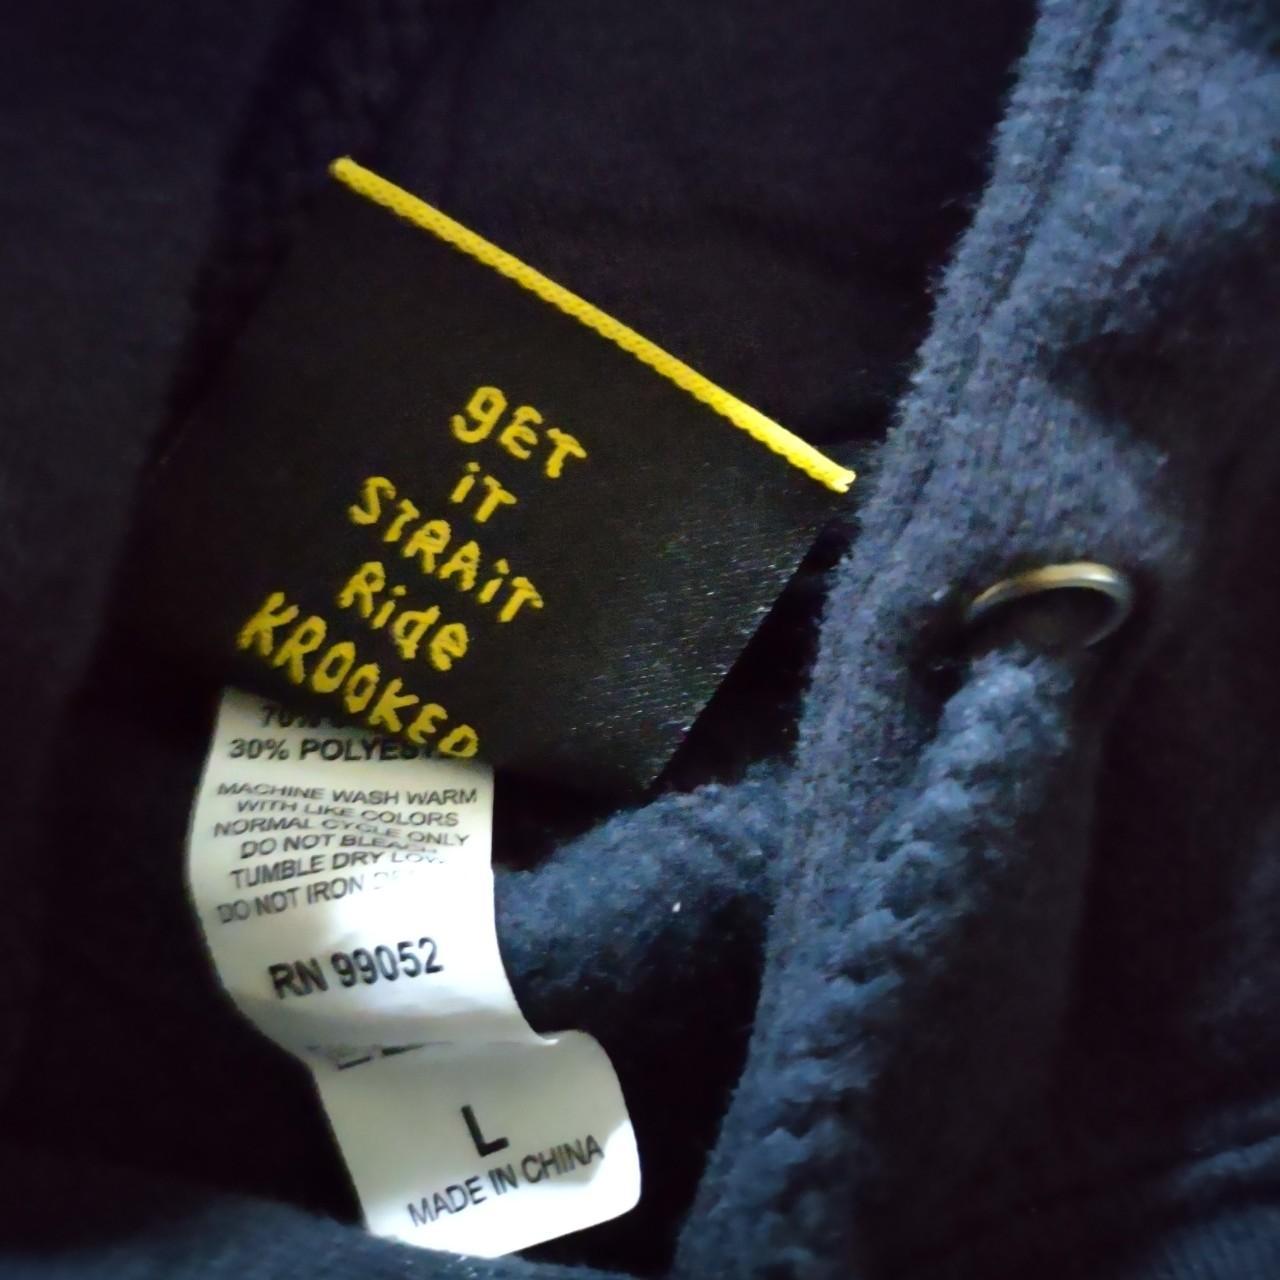 gET
iT
STRAiT
Ride
KROOKED
70%
30% POLYESTER
MACHINE WASH WARM
WITH LIKE COLORS
NORMAL CYCLE ONLY
DO NOT BLEACH
TUMBLE DRY LOW
DO NOT IRON
RN 99052
L
MADE IN CHINA